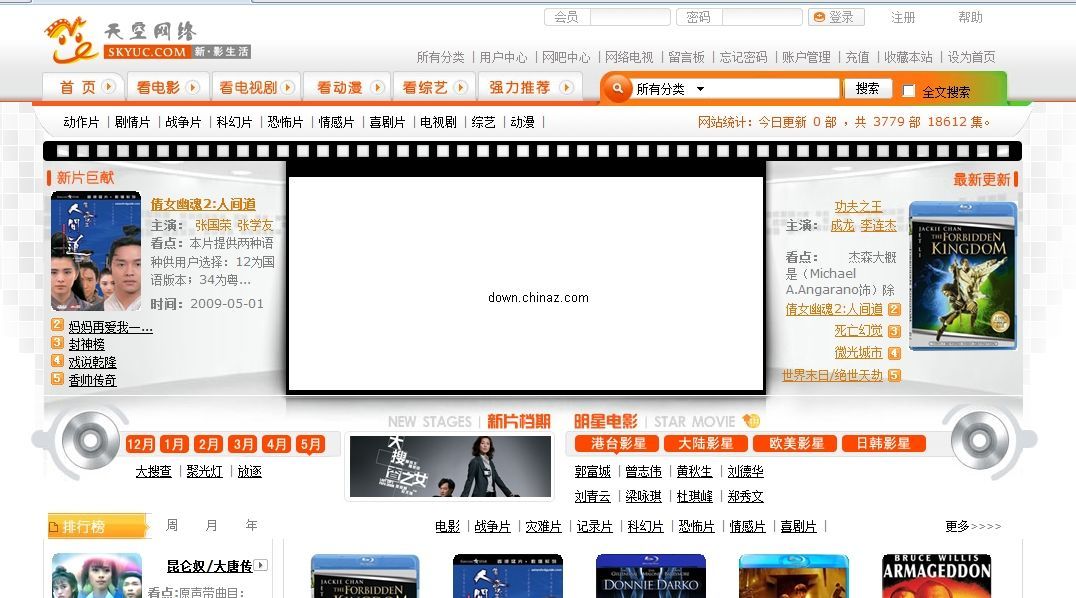 会员 密码 登录 注册 帮助
天空网络
SKYUC.COM 新·影生活
所有分类 | 用户中心 | 网吧中心 | 网络电视 | 留言板 | 忘记密码 | 账户管理 | 充值 | 收藏本站 | 设为首页
首 页 看电影 看电视剧 看动漫 看综艺 强力推荐 所有分类 搜索 全文搜索
动作片 | 剧情片 | 战争片 | 科幻片 | 恐怖片 | 情感片 | 喜剧片 | 电视剧 | 综艺 | 动漫 |
网站统计：今日更新 0 部 ，共 3779 部 18612 集。
新片巨献
倩女幽魂2:人间道
主演： 张国荣 张学友
看点：本片提供两种语
种供用户选择：12为国
语版本；34为粤...
时间：2009-05-01
2 妈妈再爱我一...
3 封神榜
4 戏说乾隆
5 香帅传奇
人间道
down.chinaz.com
最新更新
功夫之王
主演： 成龙 李连杰
看点： 杰森大概
是（Michael
A.Angarano饰）除
倩女幽魂2:人间道 2
死亡幻觉 3
微光城市 4
世界末日/绝世天劫 5
JACKIE CHAN
JET LI
THE FORBIDDEN
KINGDOM
NEW STAGES | 新片档期
明星电影 | STAR MOVIE
12月 1月 2月 3月 4月 5月
大搜查 | 聚光灯 | 放逐
大搜查之女
港台影星 大陆影星 欧美影星 日韩影星
郭富城 | 曾志伟 | 黄秋生 | 刘德华
刘青云 | 梁咏琪 | 杜琪峰 | 郑秀文
排行榜 周 月 年
电影 | 战争片 | 灾难片 | 记录片 | 科幻片 | 恐怖片 | 情感片 | 喜剧片 |
更多>>>>
昆仑奴/大唐传
看点:原声带曲目:
JACKIE CHAN
THE FORBIDDEN
人间
DONNIE DARKO
BRUCE WILLIS
ARMAGEDDON